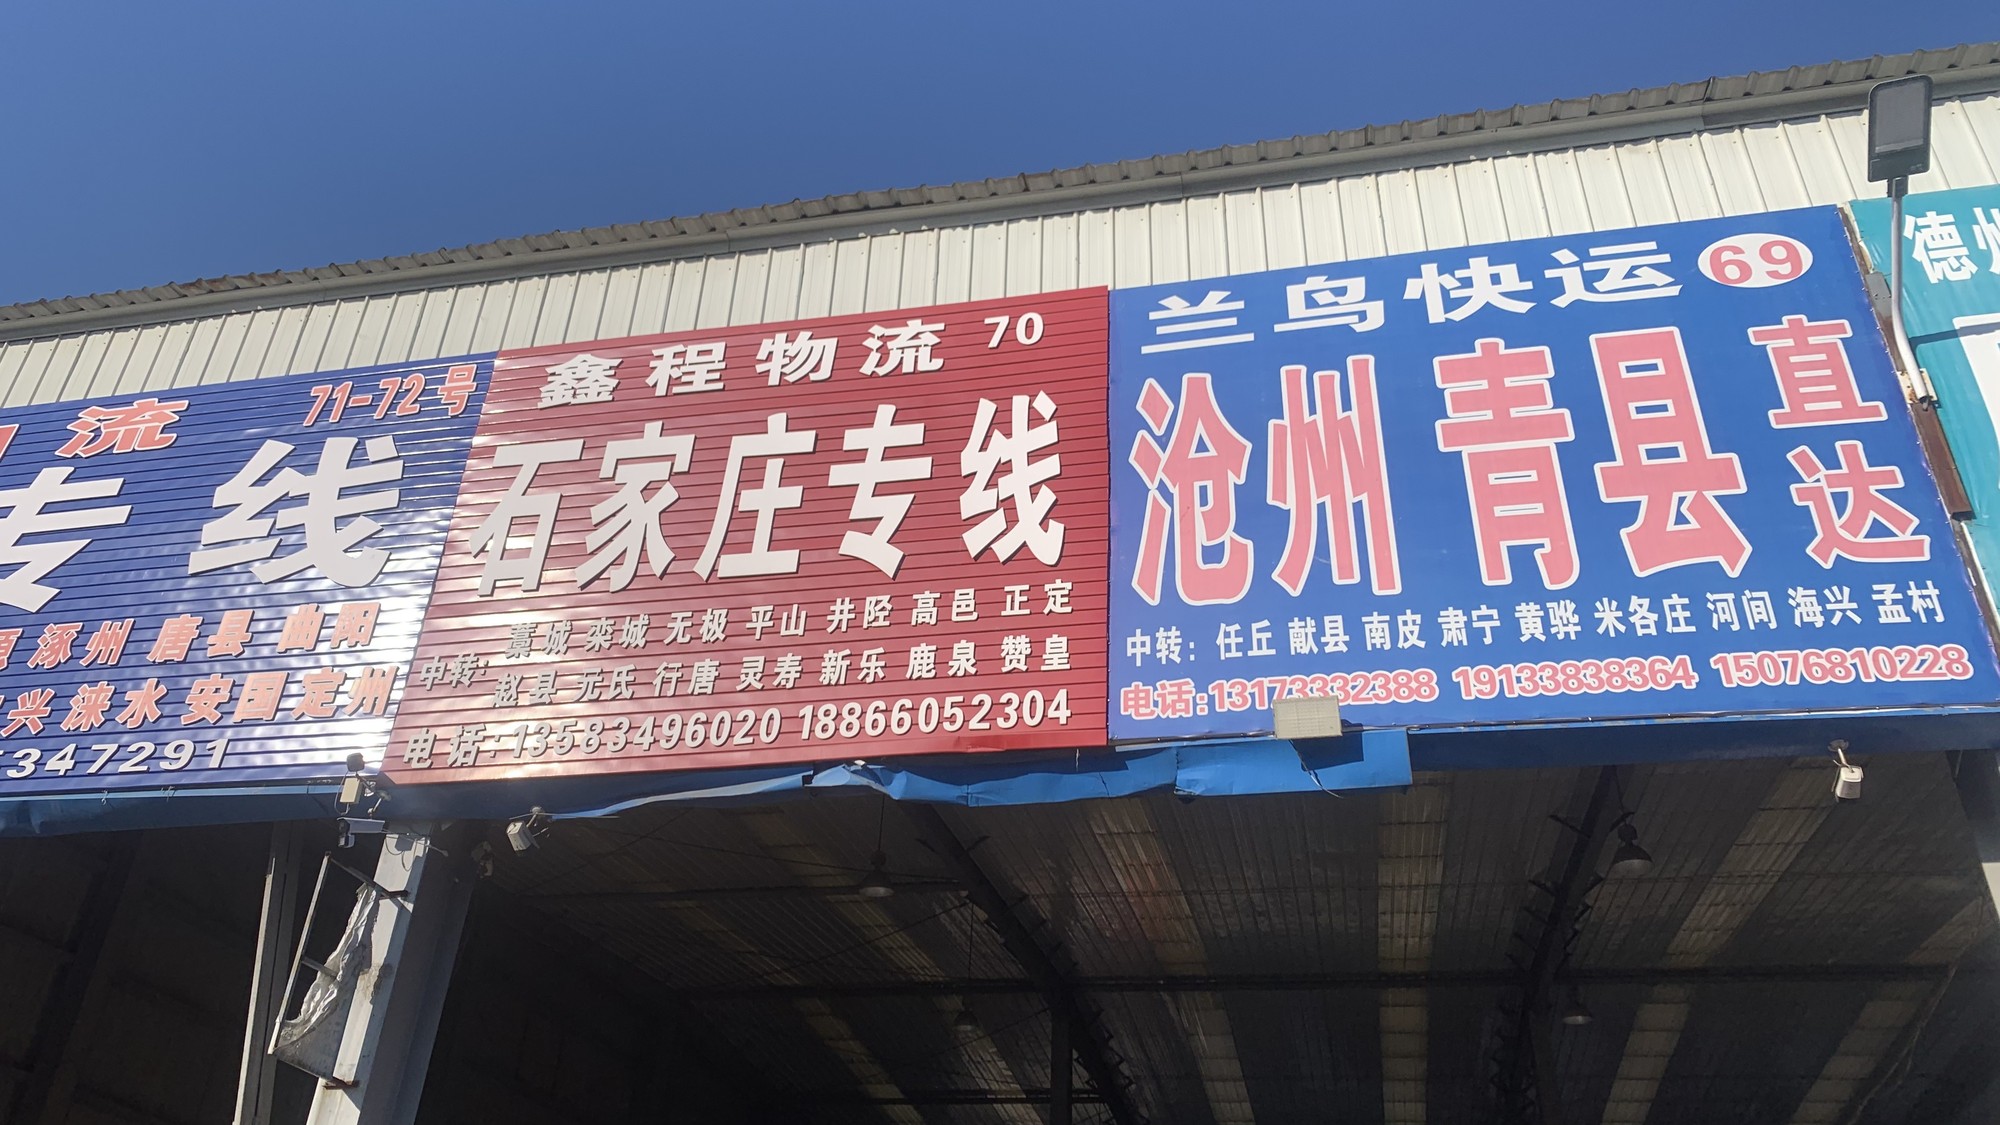 流 71-72号
专线
涿州 唐县 曲阳
兴 涞水 安国 定州
347291
鑫程物流 70
石家庄专线
中转:
藁城 栾城 无极 平山 井陉 高邑 正定
赵县 元氏 行唐 灵寿 新乐 鹿泉 赞皇
电话:13583496020 18866052304
兰鸟快运 69
沧州 青县 直达
中转: 任丘 献县 南皮 肃宁 黄骅 米各庄 河间 海兴 孟村
电话:13173332388 19133838364 15076810228
德州